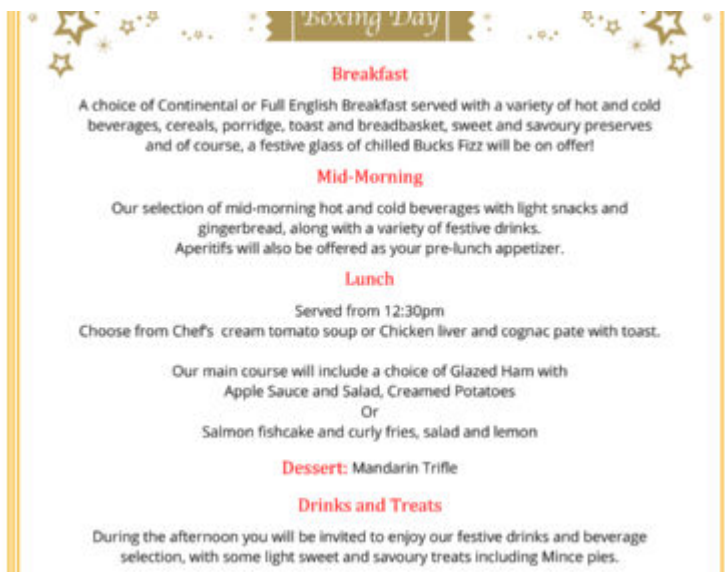 Boxing Day
Breakfast
A choice of Continental or Full English Breakfast served with a variety of hot and cold
beverages, cereals, porridge, toast and breadbasket, sweet and savoury preserves
and of course, a festive glass of chilled Bucks Fizz will be on offer!
Mid-Morning
Our selection of mid-morning hot and cold beverages with light snacks and
gingerbread, along with a variety of festive drinks.
Aperitifs will also be offered as your pre-lunch appetizer.
Lunch
Served from 12:30pm
Choose from Chef's cream tomato soup or Chicken liver and cognac pate with toast.
Our main course will include a choice of Glazed Ham with
Apple Sauce and Salad, Creamed Potatoes
Or
Salmon fishcake and curly fries, salad and lemon
Dessert: Mandarin Trifle
Drinks and Treats
During the afternoon you will be invited to enjoy our festive drinks and beverage
selection, with some light sweet and savoury treats including Mince pies.